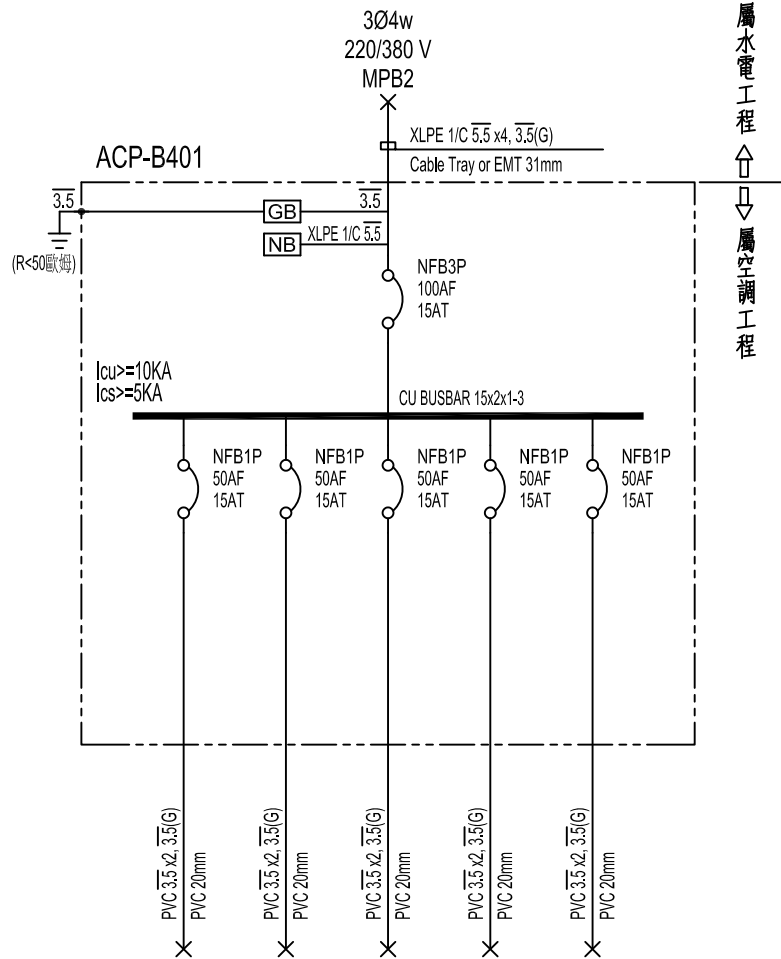 3Ø4w
220/380 V
MPB2
屬水電工程
XLPE 1/C 5.5 x4, 3.5(G)
Cable Tray or EMT 31mm
ACP-B401
3.5
GB
3.5
NB
XLPE 1/C 5.5
(R<50歐姆)
屬空調工程
NFB3P
100AF
15AT
Icu>=10KA
Ics>=5KA
CU BUSBAR 15x2x1-3
NFB1P
50AF
15AT
NFB1P
50AF
15AT
NFB1P
50AF
15AT
NFB1P
50AF
15AT
NFB1P
50AF
15AT
PVC 3.5 x2, 3.5(G)
PVC 20mm
PVC 3.5 x2, 3.5(G)
PVC 20mm
PVC 3.5 x2, 3.5(G)
PVC 20mm
PVC 3.5 x2, 3.5(G)
PVC 20mm
PVC 3.5 x2, 3.5(G)
PVC 20mm